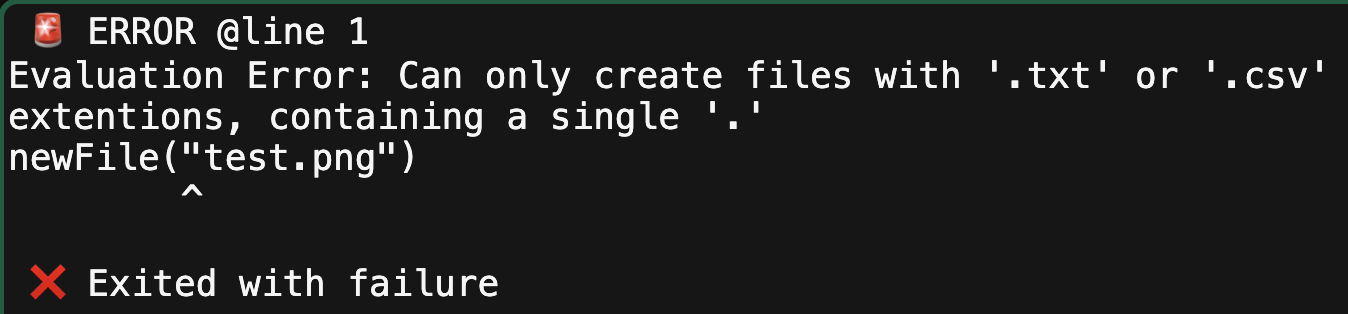 🚨 ERROR @line 1
Evaluation Error: Can only create files with '.txt' or '.csv'
extentions, containing a single '.'
newFile("test.png")
^
❌ Exited with failure